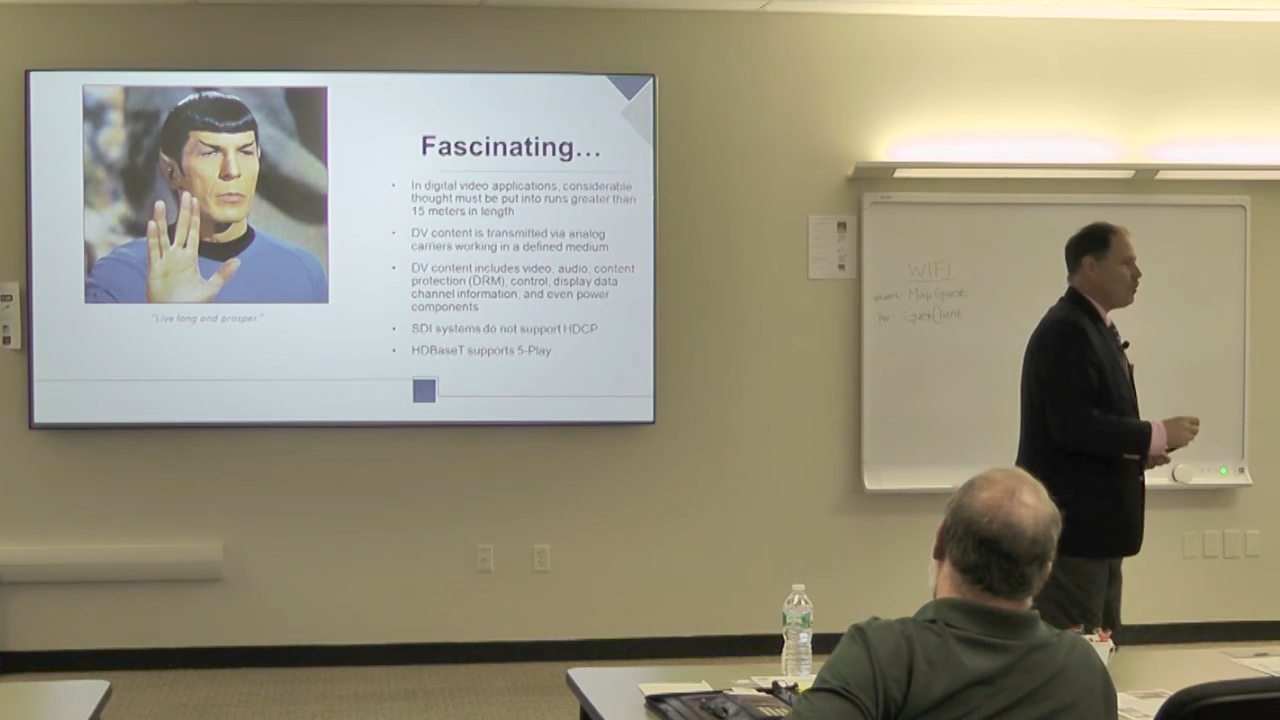 Fascinating…
• In digital video applications, considerable
thought must be put into runs greater than
15 meters in length
• DV content is transmitted via analog
carriers working in a defined medium
• DV content includes video, audio, content
protection (DRM), control, display data
channel information, and even power
components
• SDI systems do not support HDCP
• HDBaseT supports 5-Play
"Live long and prosper."
WIFI